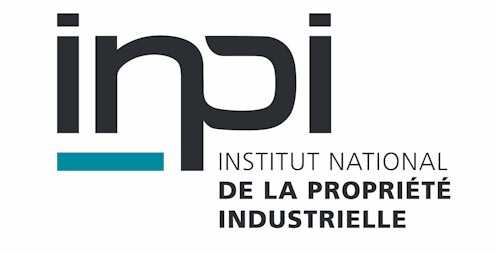 inpi
INSTITUT NATIONAL
DE LA PROPRIÉTÉ
INDUSTRIELLE